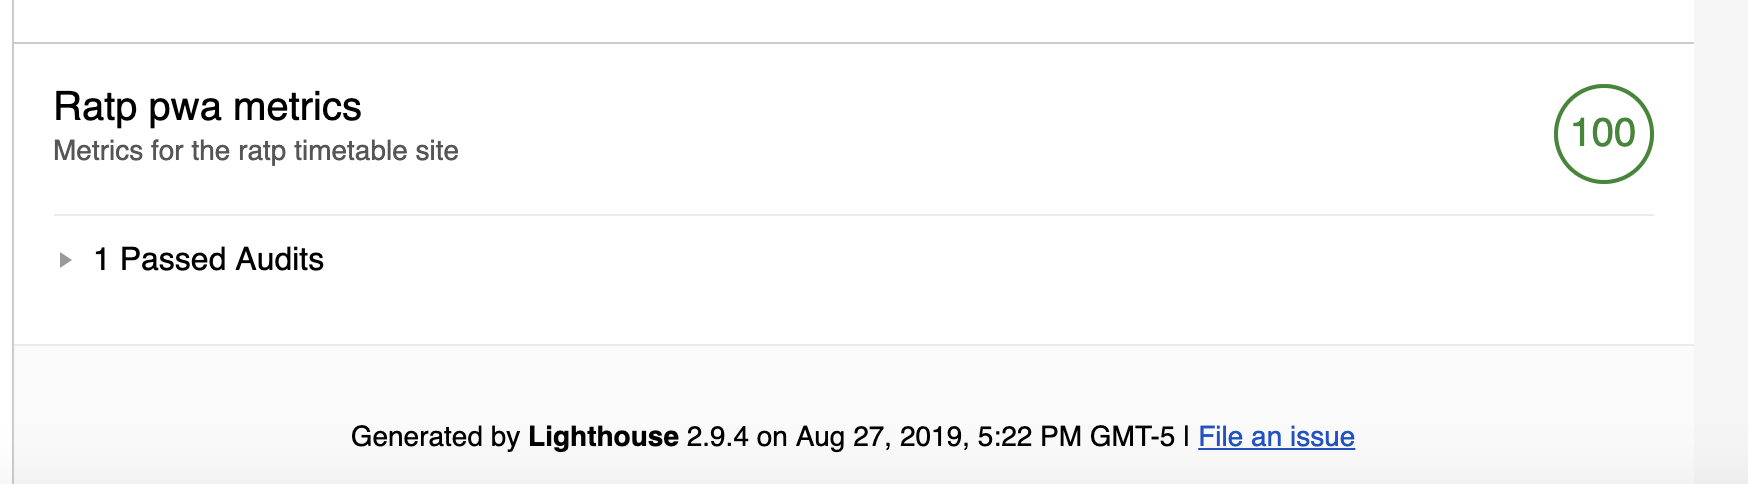 Ratp pwa metrics
Metrics for the ratp timetable site
100
1 Passed Audits
Generated by Lighthouse 2.9.4 on Aug 27, 2019, 5:22 PM GMT-5 | File an issue